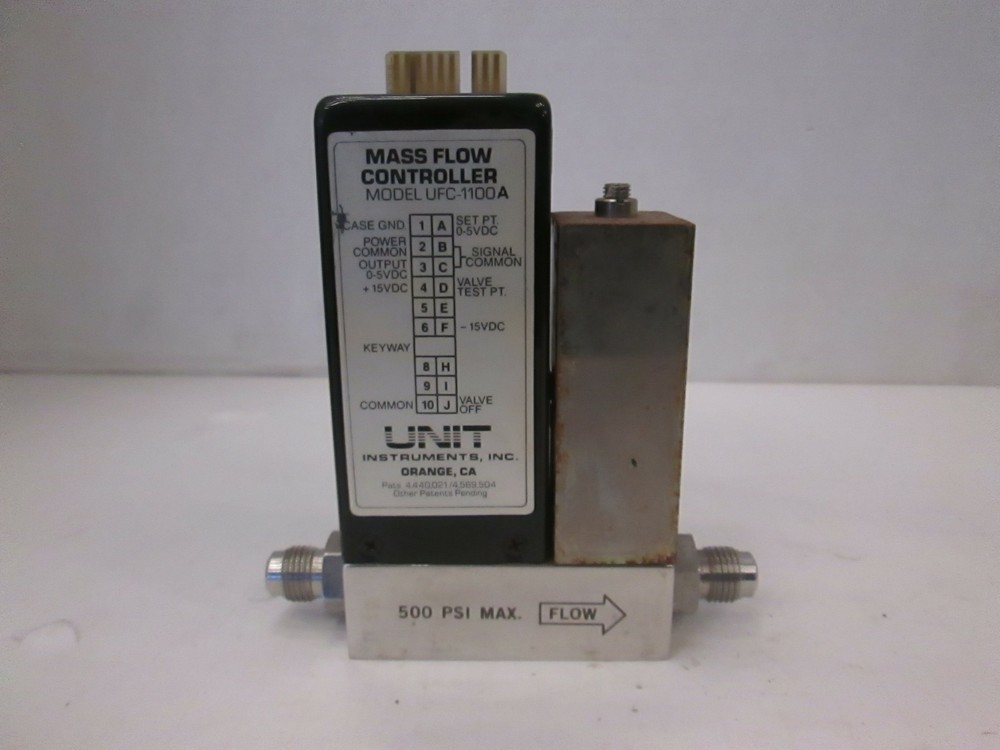 MASS FLOW
CONTROLLER
MODEL UFC-1100A
CASE GND. 1 A SET PT.
0-5VDC
POWER
COMMON 2 B SIGNAL
COMMON
OUTPUT
0-5VDC 3 C
+15VDC 4 D VALVE
TEST PT.
5 E
6 F -15VDC
KEYWAY
8 H
9 I
COMMON 10 J VALVE
OFF
UNIT
INSTRUMENTS, INC.
ORANGE, CA
Pats. 4,440,021/4,569,504
Other Patents Pending
500 PSI MAX. FLOW